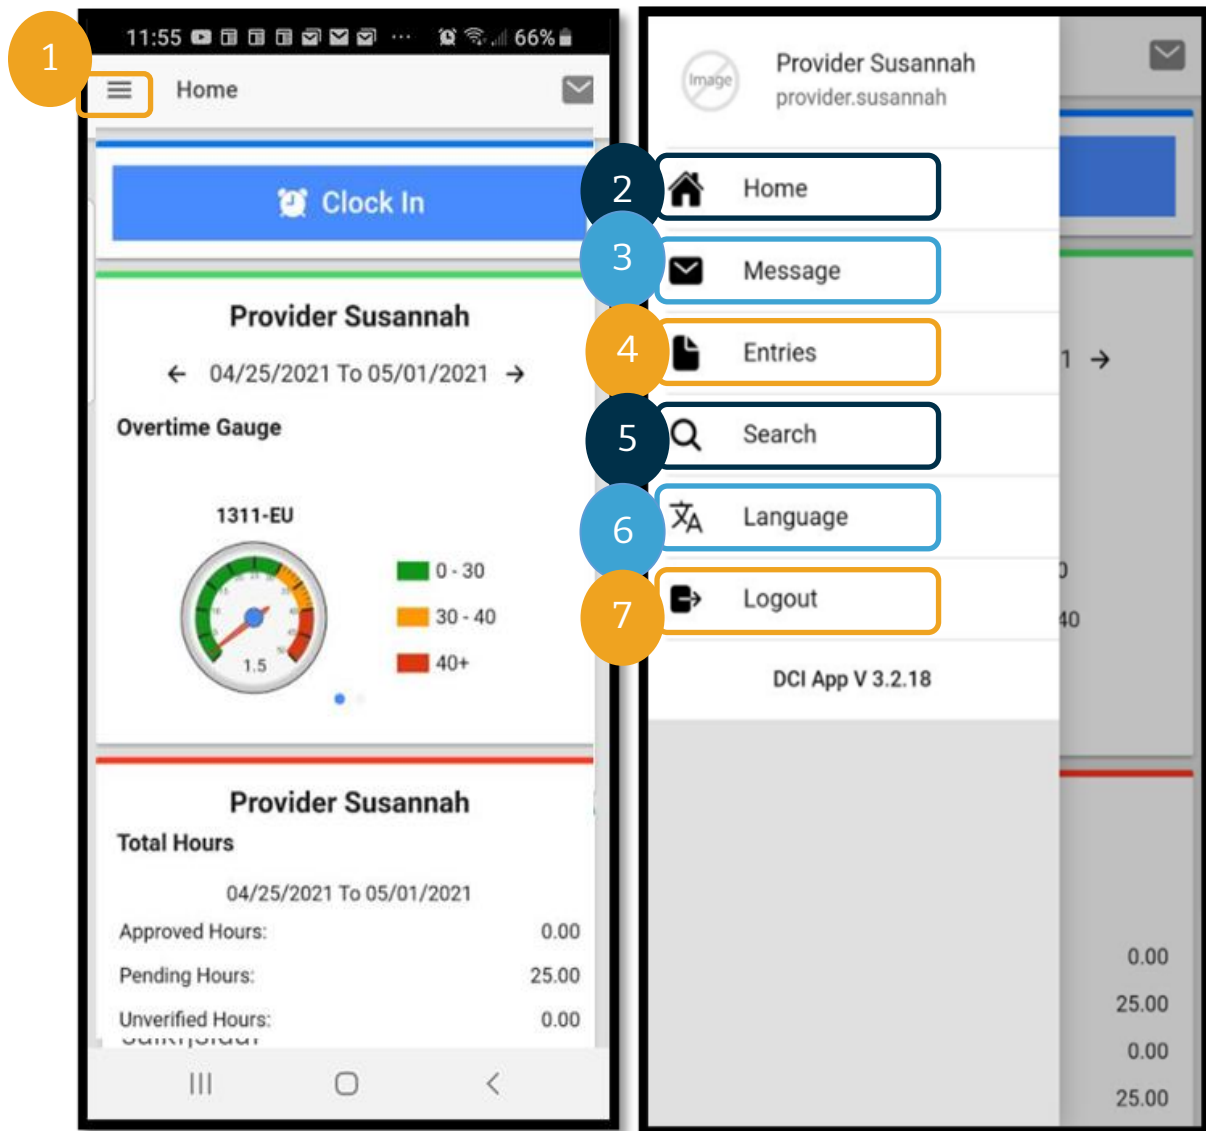 1
11:55 66%
Home
Clock In
Provider Susannah
04/25/2021 To 05/01/2021
Overtime Gauge
1311-EU
0 - 30
30 - 40
40+
1.5
Provider Susannah
Total Hours
04/25/2021 To 05/01/2021
Approved Hours: 0.00
Pending Hours: 25.00
Unverified Hours: 0.00
Image
Provider Susannah
provider.susannah
2 Home
3 Message
4 Entries
5 Search
6 Language
7 Logout
DCI App V 3.2.18
1
0
40
0.00
25.00
0.00
25.00